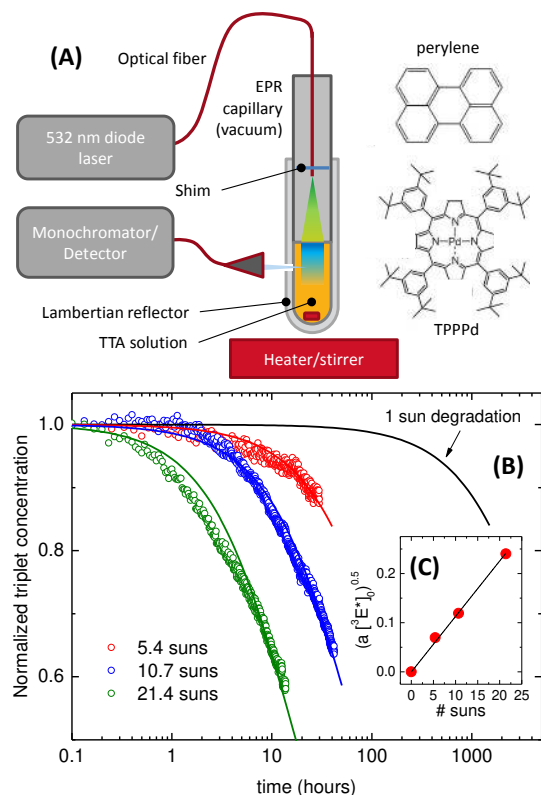 (A)
Optical fiber
EPR
capillary
(vacuum)
532 nm diode
laser
Shim
Monochromator/
Detector
Lambertian reflector
TTA solution
Heater/stirrer
perylene
N
N
Pd
N
N
TPPPd
1.0
0.8
0.6
Normalized triplet concentration
1 sun degradation
(B)
5.4 suns
10.7 suns
21.4 suns
(C)
(a [³E*]₀)⁰·⁵
0.2
0.1
0.0
0 5 10 15 20 25
# suns
0.1 1 10 100 1000
time (hours)